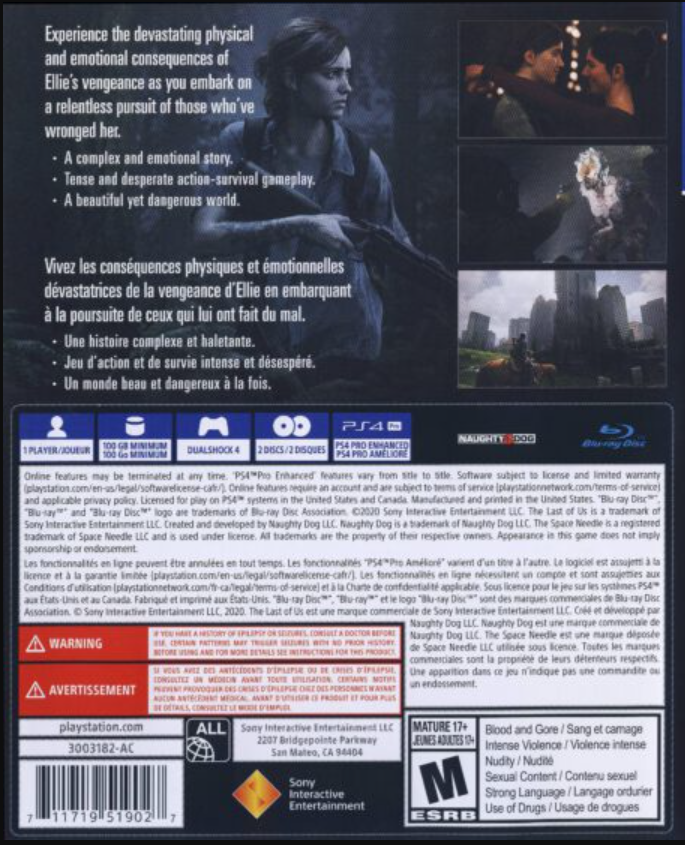 Experience the devastating physical
and emotional consequences of
Ellie's vengeance as you embark on
a relentless pursuit of those who've
wronged her.
· A complex and emotional story.
· Tense and desperate action-survival gameplay.
· A beautiful yet dangerous world.
Vivez les conséquences physiques et émotionnelles
dévastatrices de la vengeance d'Ellie en embarquant
à la poursuite de ceux qui lui ont fait du mal.
· Une histoire complexe et haletante.
· Jeu d'action et de survie intense et désespéré.
· Un monde beau et dangereux à la fois.
1 PLAYER/JOUEUR
100 GB MINIMUM
100 Go MINIMUM
DUALSHOCK 4
2 DISCS/2 DISQUES
PS4 Pro
PS4 PRO ENHANCED
PS4 PRO AMÉLIORÉ
NAUGHTY DOG
Blu-ray Disc
Online features may be terminated at any time. "PS4™Pro Enhanced" features vary from title to title. Software subject to license and limited warranty
(playstation.com/en-us/legal/softwarelicense-cafr/). Online features require an account and are subject to terms of service (playstationnetwork.com/terms-of-service)
and applicable privacy policy. Licensed for play on PS4™ systems in the United States and Canada. Manufactured and printed in the United States. "Blu-ray Disc™",
"Blu-ray™" and "Blu-ray Disc™" logo are trademarks of Blu-ray Disc Association. ©2020 Sony Interactive Entertainment LLC. The Last of Us is a trademark of
Sony Interactive Entertainment LLC. Created and developed by Naughty Dog LLC. Naughty Dog is a trademark of Naughty Dog LLC. The Space Needle is a registered
trademark of Space Needle LLC and is used under license. All trademarks are the property of their respective owners. Appearance in this game does not imply
sponsorship or endorsement.
Les fonctionnalités en ligne peuvent être annulées en tout temps. Les fonctionnalités "PS4™Pro Amélioré" varient d'un titre à l'autre. Le logiciel est assujetti à la
licence et à la garantie limitée (playstation.com/en-us/legal/softwarelicense-cafr/). Les fonctionnalités en ligne nécessitent un compte et sont assujetties aux
Conditions d'utilisation (playstationnetwork.com/fr-ca/legal/terms-of-service) et à la Charte de confidentialité applicable. Sous licence pour le jeu sur les systèmes PS4™
aux États-Unis et au Canada. Fabriqué et imprimé aux États-Unis. "Blu-ray Disc™", "Blu-ray™" et le logo "Blu-ray Disc™" sont des marques commerciales de Blu-ray Disc
Association. © Sony Interactive Entertainment LLC, 2020. The Last of Us est une marque commerciale de Sony Interactive Entertainment LLC. Créé et développé par
Naughty Dog LLC. Naughty Dog est une marque commerciale de
Naughty Dog LLC. The Space Needle est une marque déposée
de Space Needle LLC utilisée sous licence. Toutes les marques
commerciales sont la propriété de leurs détenteurs respectifs.
Une apparition dans ce jeu n'indique pas une commandite ou
un endossement.
WARNING
IF YOU HAVE A HISTORY OF EPILEPSY OR SEIZURES, CONSULT A DOCTOR BEFORE
USE. CERTAIN PATTERNS MAY TRIGGER SEIZURES WITH NO PRIOR HISTORY.
BEFORE USING AND FOR MORE DETAILS SEE INSTRUCTIONS FOR THIS PRODUCT.
AVERTISSEMENT
SI VOUS AVEZ DES ANTÉCÉDENTS D'ÉPILEPSIE OU DE CRISES D'ÉPILEPSIE,
CONSULTEZ UN MÉDECIN AVANT TOUTE UTILISATION. CERTAINS MOTIFS
PEUVENT PROVOQUER DES CRISES D'ÉPILEPSIE CHEZ DES PERSONNES N'AYANT
AUCUN ANTÉCÉDENT MÉDICAL. AVANT D'UTILISER CE PRODUIT ET POUR PLUS
DE DÉTAILS, CONSULTEZ LE MODE D'EMPLOI.
playstation.com
3003182-AC
ALL
Sony Interactive Entertainment LLC
2207 Bridgepointe Parkway
San Mateo, CA 94404
7 11719 51902 7
Sony
Interactive
Entertainment
MATURE 17+
JEUNES ADULTES 17+
M
ESRB
Blood and Gore / Sang et carnage
Intense Violence / Violence intense
Nudity / Nudité
Sexual Content / Contenu sexuel
Strong Language / Langage ordurier
Use of Drugs / Usage de drogues